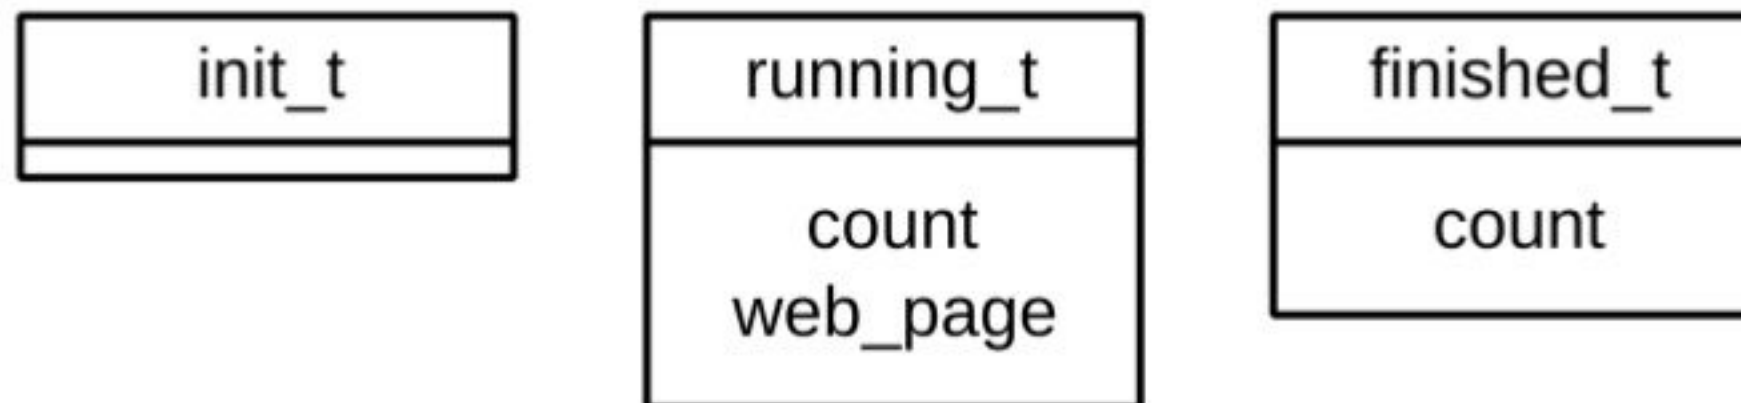 init_t
running_t
count
web_page
finished_t
count